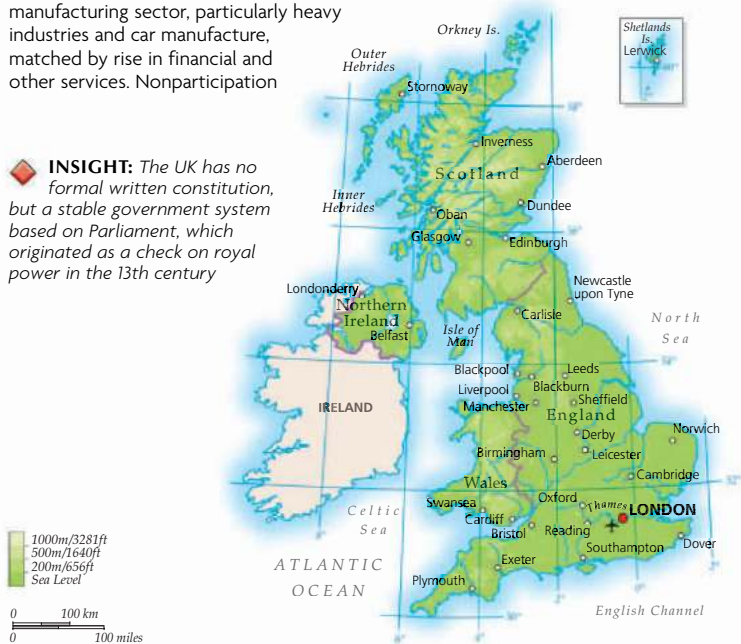 manufacturing sector, particularly heavy
industries and car manufacture,
matched by rise in financial and
other services. Nonparticipation
INSIGHT: The UK has no
formal written constitution,
but a stable government system
based on Parliament, which
originated as a check on royal
power in the 13th century
Orkney Is.
Shetlands
Is.
Lerwick
60°
Outer
Hebrides
Stornoway
58°
Inverness
Aberdeen
Scotland
Inner
Hebrides
Dundee
Oban
56°
Glasgow
Edinburgh
Londonderry
Northern
Ireland
Belfast
Newcastle
upon Tyne
Carlisle
Isle of
Man
North
Sea
54°
Blackpool
Leeds
Blackburn
Liverpool
Sheffield
Manchester
England
IRELAND
Derby
Norwich
Birmingham
Leicester
Cambridge
Wales
52°
Swansea
Oxford
Thames
LONDON
Celtic
Sea
Cardiff
Bristol
Reading
Southampton
Dover
ATLANTIC
OCEAN
Exeter
Plymouth
English Channel
50°
1000m/3281ft
500m/1640ft
200m/656ft
Sea Level
0 100 km
0 100 miles